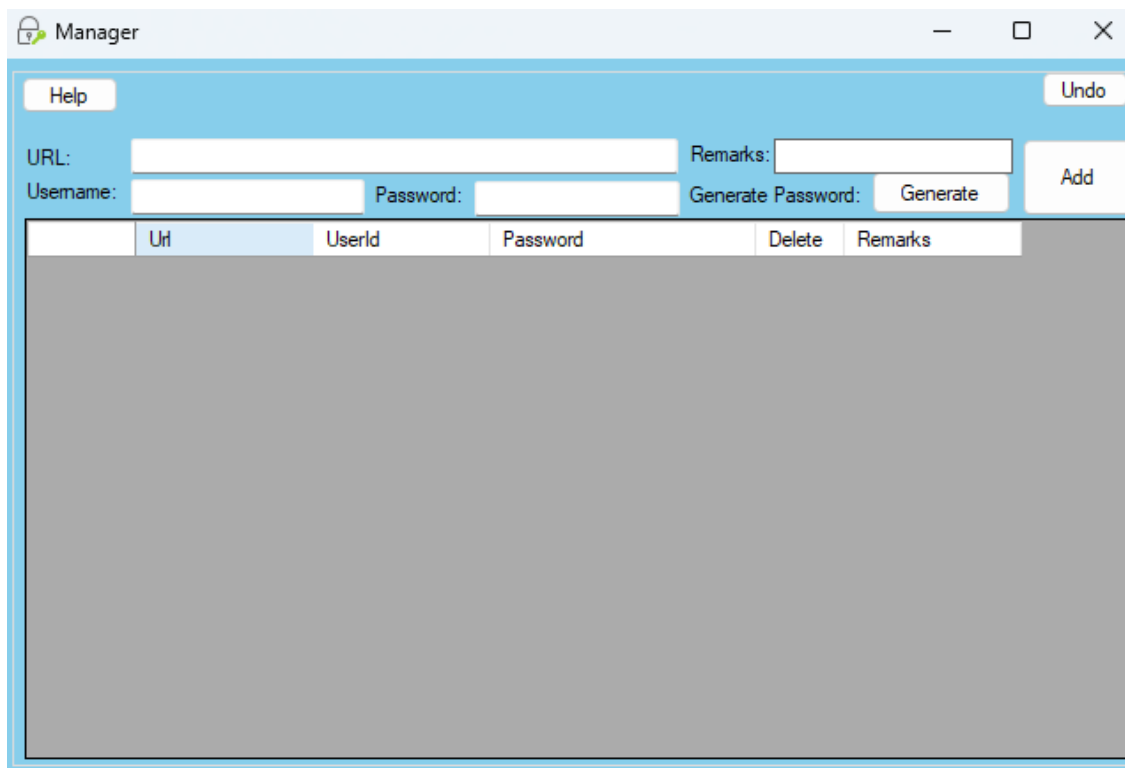 Manager
Help
Undo
URL:
Remarks:
Add
Username:
Password:
Generate Password:
Generate
Url UserId Password Delete Remarks